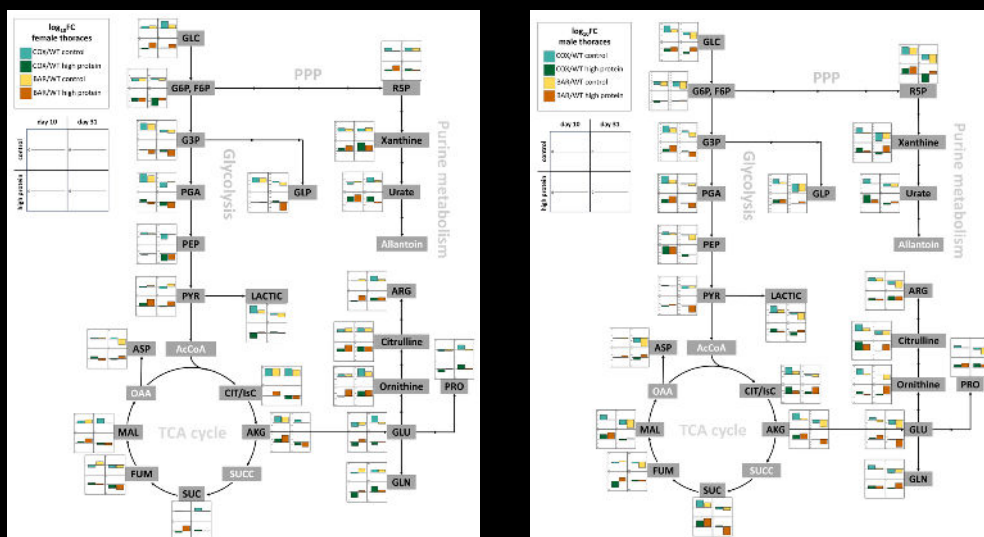 log₁₀FC
female thoraces
COX/WT control
COX/WT high protein
BAR/WT control
BAR/WT high protein
day 10 day 31
control
high protein
GLC
PPP
G6P, F6P
R5P
G3P
Xanthine
Glycolysis
Purine metabolism
PGA
GLP
Urate
PEP
Allantoin
PYR
LACTIC
ARG
ASP
AcCoA
Citrulline
OAA
CIT/IsC
Ornithine
PRO
MAL
TCA cycle
AKG
GLU
FUM
SUCC
SUC
GLN
log₁₀FC
male thoraces
COX/WT control
COX/WT high protein
BAR/WT control
BAR/WT high protein
day 10 day 31
control
high protein
GLC
PPP
G6P, F6P
R5P
G3P
Xanthine
Glycolysis
Purine metabolism
PGA
GLP
Urate
PEP
Allantoin
PYR
LACTIC
ARG
ASP
AcCoA
Citrulline
OAA
CIT/IsC
Ornithine
PRO
MAL
TCA cycle
AKG
GLU
FUM
SUCC
SUC
GLN